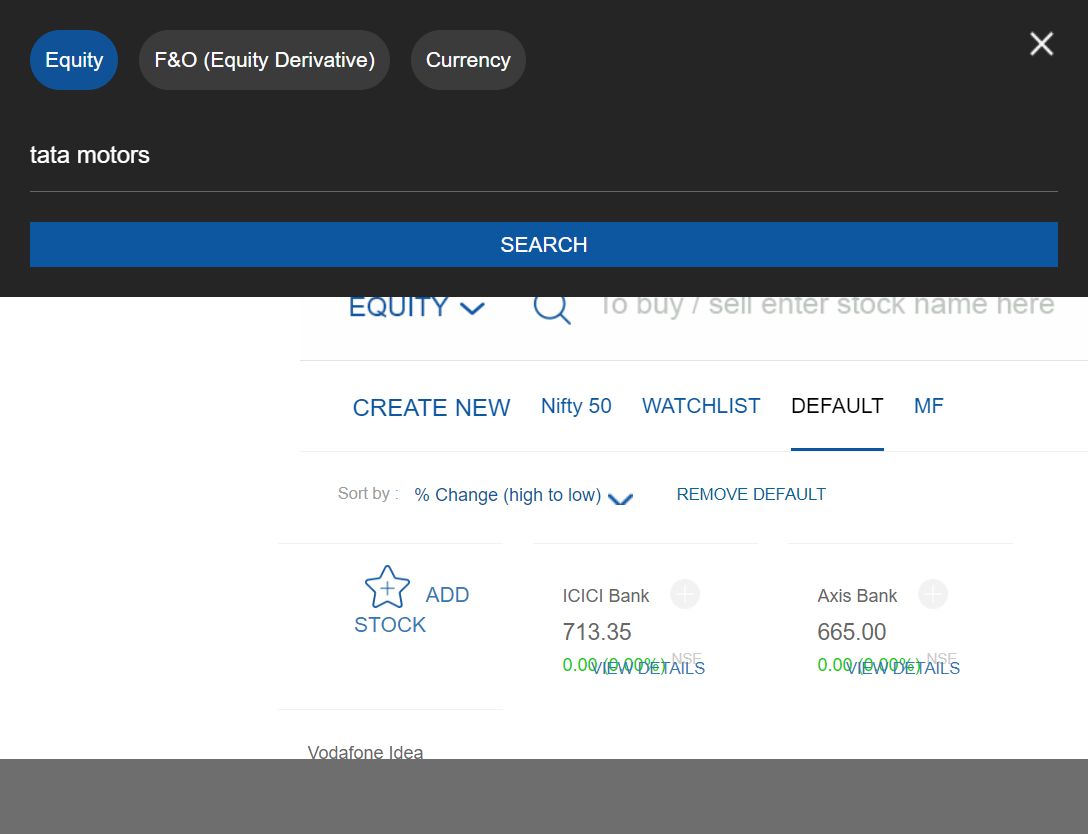 Equity F&O (Equity Derivative) Currency
tata motors
SEARCH
EQUITY To buy / sell enter stock name here
CREATE NEW Nifty 50 WATCHLIST DEFAULT MF
Sort by : % Change (high to low) REMOVE DEFAULT
ADD STOCK
ICICI Bank
713.35
0.00 (0.00%) NSE
VIEW DETAILS
Axis Bank
665.00
0.00 (0.00%) NSE
VIEW DETAILS
Vodafone Idea